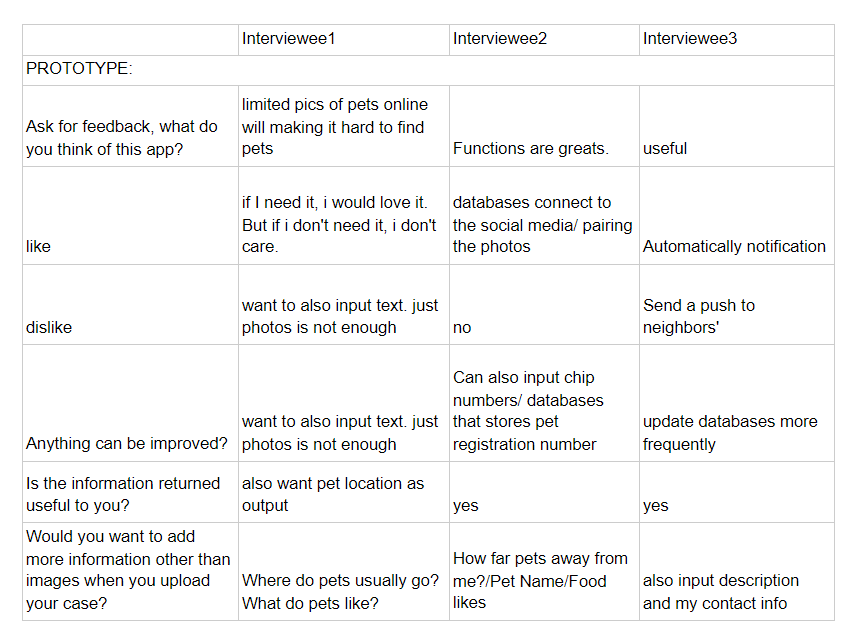 Interviewee1 Interviewee2 Interviewee3
PROTOTYPE:
Ask for feedback, what do
you think of this app?
limited pics of pets online
will making it hard to find
pets
Functions are greats.
useful
like
if I need it, i would love it.
But if i don't need it, i don't
care.
databases connect to
the social media/ pairing
the photos
Automatically notification
dislike
want to also input text. just
photos is not enough
no
Send a push to
neighbors'
Anything can be improved?
want to also input text. just
photos is not enough
Can also input chip
numbers/ databases
that stores pet
registration number
update databases more
frequently
Is the information returned
useful to you?
also want pet location as
output
yes
yes
Would you want to add
more information other than
images when you upload
your case?
Where do pets usually go?
What do pets like?
How far pets away from
me?/Pet Name/Food
likes
also input description
and my contact info